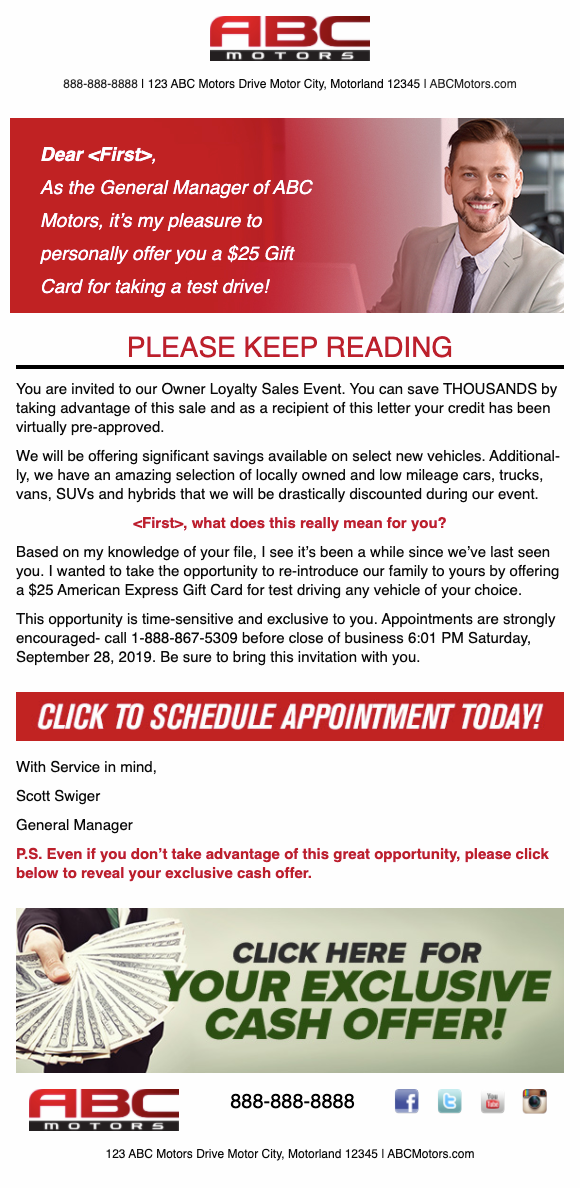 ABC
MOTORS
888-888-8888 | 123 ABC Motors Drive Motor City, Motorland 12345 | ABCMotors.com
Dear <First>,
As the General Manager of ABC
Motors, it’s my pleasure to
personally offer you a $25 Gift
Card for taking a test drive!
PLEASE KEEP READING
You are invited to our Owner Loyalty Sales Event. You can save THOUSANDS by
taking advantage of this sale and as a recipient of this letter your credit has been
virtually pre-approved.
We will be offering significant savings available on select new vehicles. Additional-
ly, we have an amazing selection of locally owned and low mileage cars, trucks,
vans, SUVs and hybrids that we will be drastically discounted during our event.
<First>, what does this really mean for you?
Based on my knowledge of your file, I see it’s been a while since we’ve last seen
you. I wanted to take the opportunity to re-introduce our family to yours by offering
a $25 American Express Gift Card for test driving any vehicle of your choice.
This opportunity is time-sensitive and exclusive to you. Appointments are strongly
encouraged- call 1-888-867-5309 before close of business 6:01 PM Saturday,
September 28, 2019. Be sure to bring this invitation with you.
CLICK TO SCHEDULE APPOINTMENT TODAY!
With Service in mind,
Scott Swiger
General Manager
P.S. Even if you don’t take advantage of this great opportunity, please click
below to reveal your exclusive cash offer.
CLICK HERE FOR
YOUR EXCLUSIVE
CASH OFFER!
ABC
MOTORS
888-888-8888
You
Tube
123 ABC Motors Drive Motor City, Motorland 12345 | ABCMotors.com